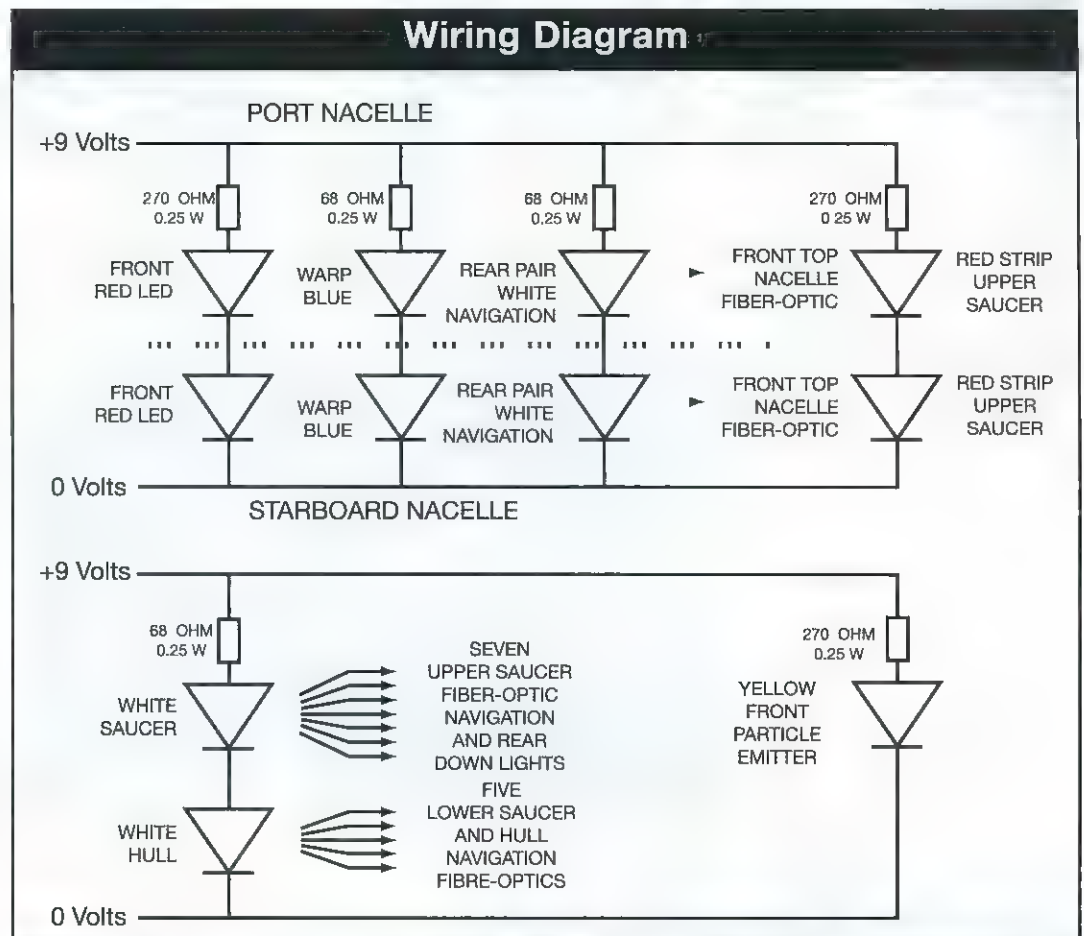 Wiring Diagram
PORT NACELLE
+9 Volts
270 OHM
0.25 W
68 OHM
0.25 W
68 OHM
0.25 W
270 OHM
0 25 W
FRONT
RED LED
WARP
BLUE
REAR PAIR
WHITE
NAVIGATION
FRONT TOP
NACELLE
FIBER-OPTIC
RED STRIP
UPPER
SAUCER
FRONT
RED LED
WARP
BLUE
REAR PAIR
WHITE
NAVIGATION
FRONT TOP
NACELLE
FIBER-OPTIC
RED STRIP
UPPER
SAUCER
0 Volts
STARBOARD NACELLE
+9 Volts
68 OHM
0.25 W
270 OHM
0.25 W
WHITE
SAUCER
SEVEN
UPPER SAUCER
FIBER-OPTIC
NAVIGATION
AND REAR
DOWN LIGHTS
YELLOW
FRONT
PARTICLE
EMITTER
WHITE
HULL
FIVE
LOWER SAUCER
AND HULL
NAVIGATION
FIBRE-OPTICS
0 Volts